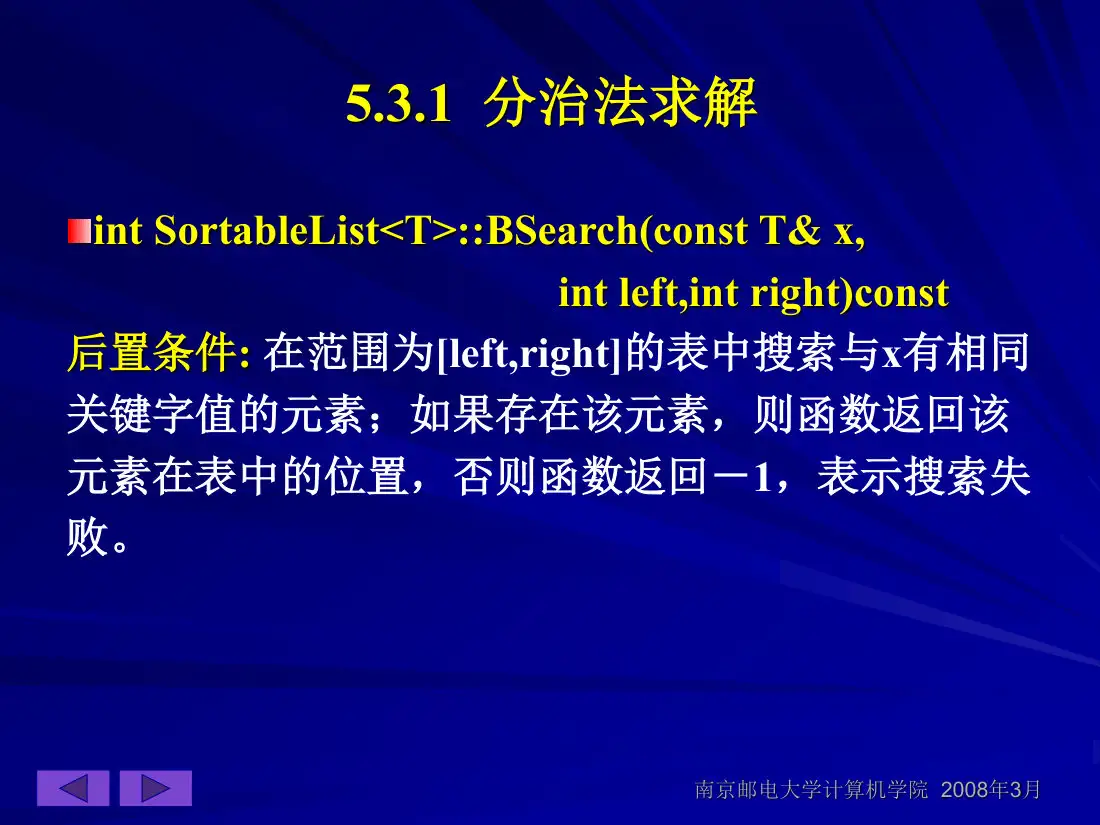 5.3.1 分治法求解
int SortableList<T>::BSearch(const T& x,
int left,int right)const
后置条件: 在范围为[left,right]的表中搜索与x有相同
关键字值的元素；如果存在该元素，则函数返回该
元素在表中的位置，否则函数返回－1，表示搜索失
败。
南京邮电大学计算机学院 2008年3月